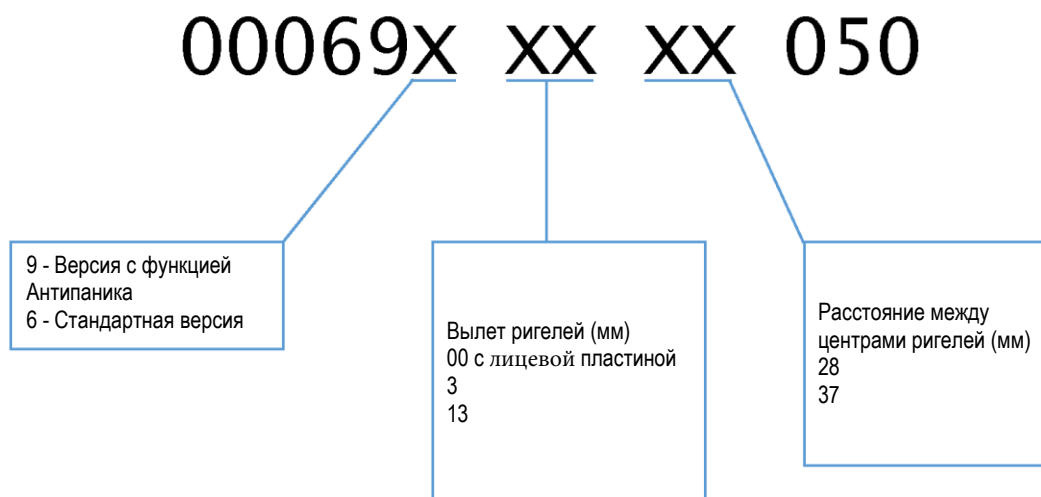 00069X XX XX 050
9 - Версия с функцией
Антипаника
6 - Стандартная версия
Вылет ригелей (мм)
00 с лицевой пластиной
3
13
Расстояние между
центрами ригелей (мм)
28
37